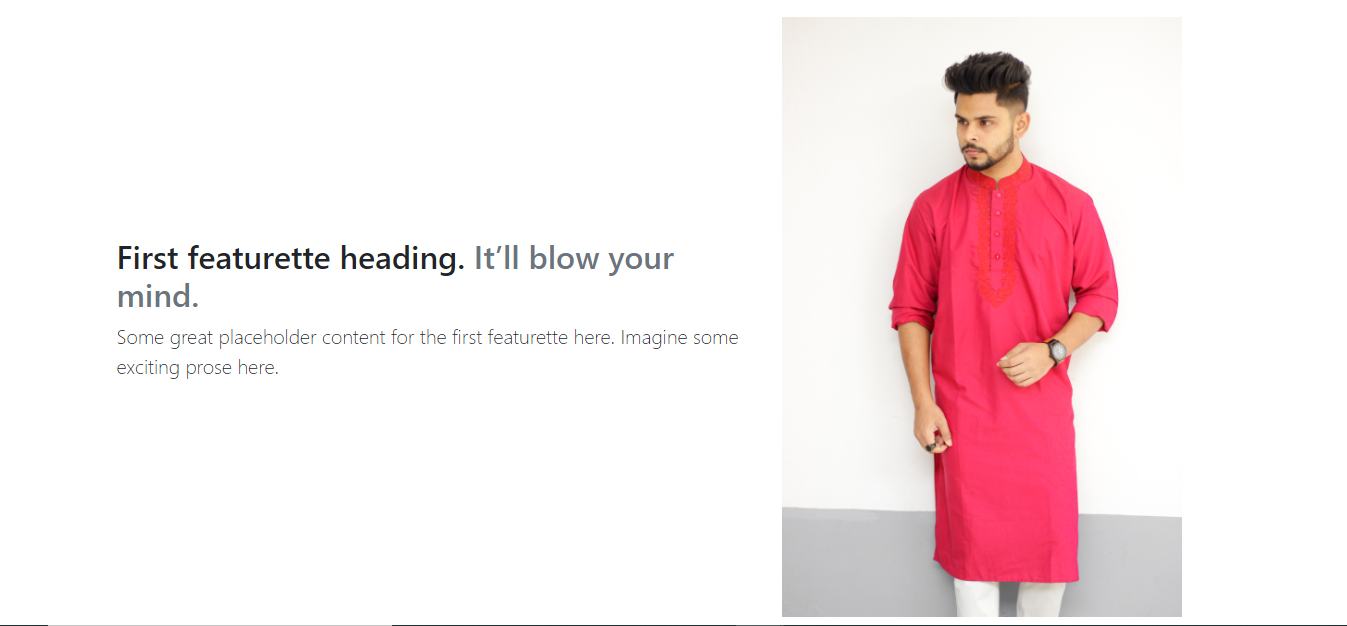 First featurette heading. It’ll blow your
mind.
Some great placeholder content for the first featurette here. Imagine some
exciting prose here.